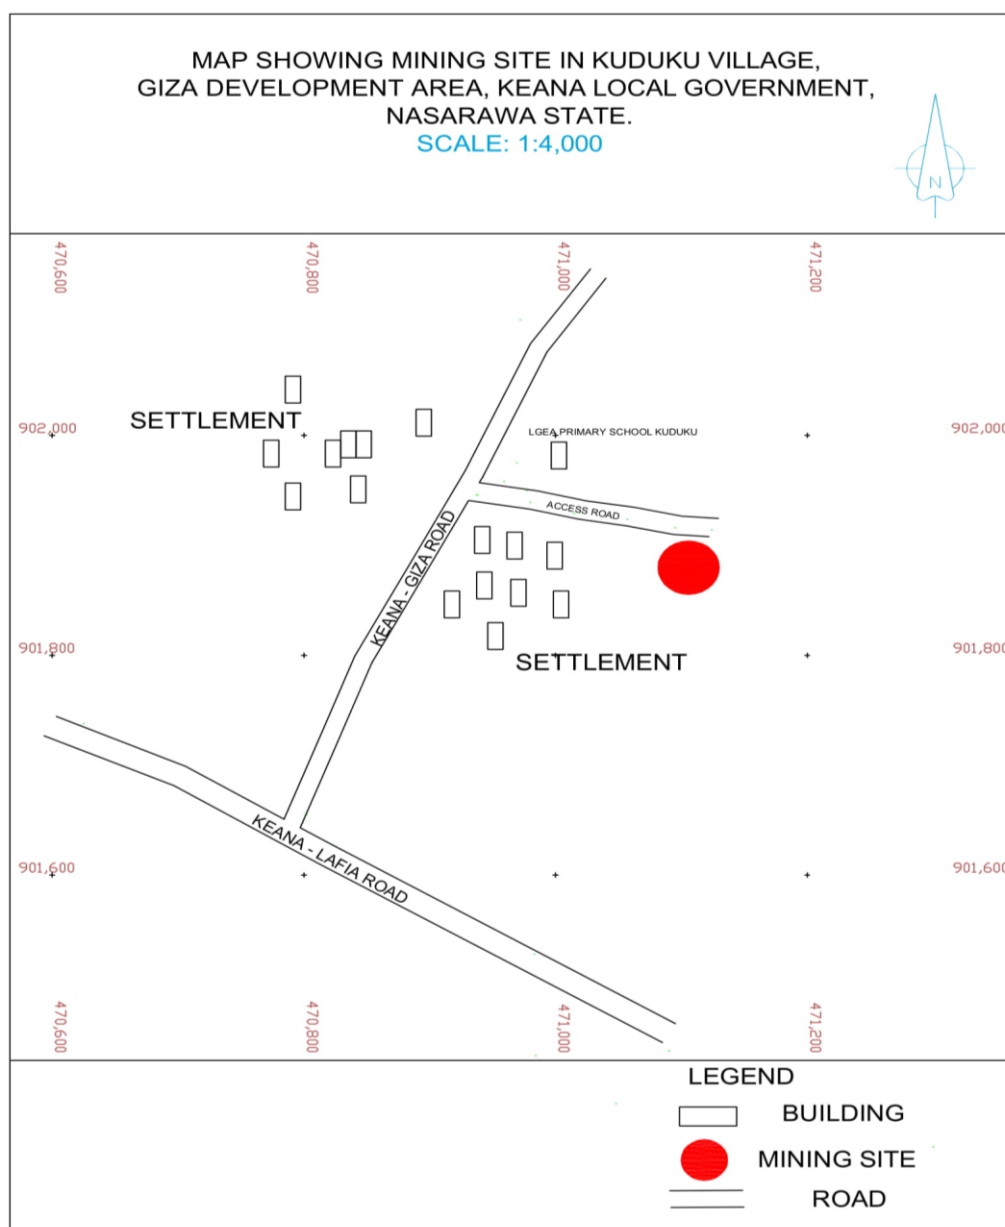 MAP SHOWING MINING SITE IN KUDUKU VILLAGE,
GIZA DEVELOPMENT AREA, KEANA LOCAL GOVERNMENT,
NASARAWA STATE.
SCALE: 1:4,000
N
470,600
470,800
471,000
471,200
SETTLEMENT
902,000
LGEA PRIMARY SCHOOL KUDUKU
902,000
ACCESS ROAD
KEANA - GIZA ROAD
901,800
SETTLEMENT
901,800
KEANA - LAFIA ROAD
901,600
901,600
470,600
470,800
471,000
471,200
LEGEND
BUILDING
MINING SITE
ROAD